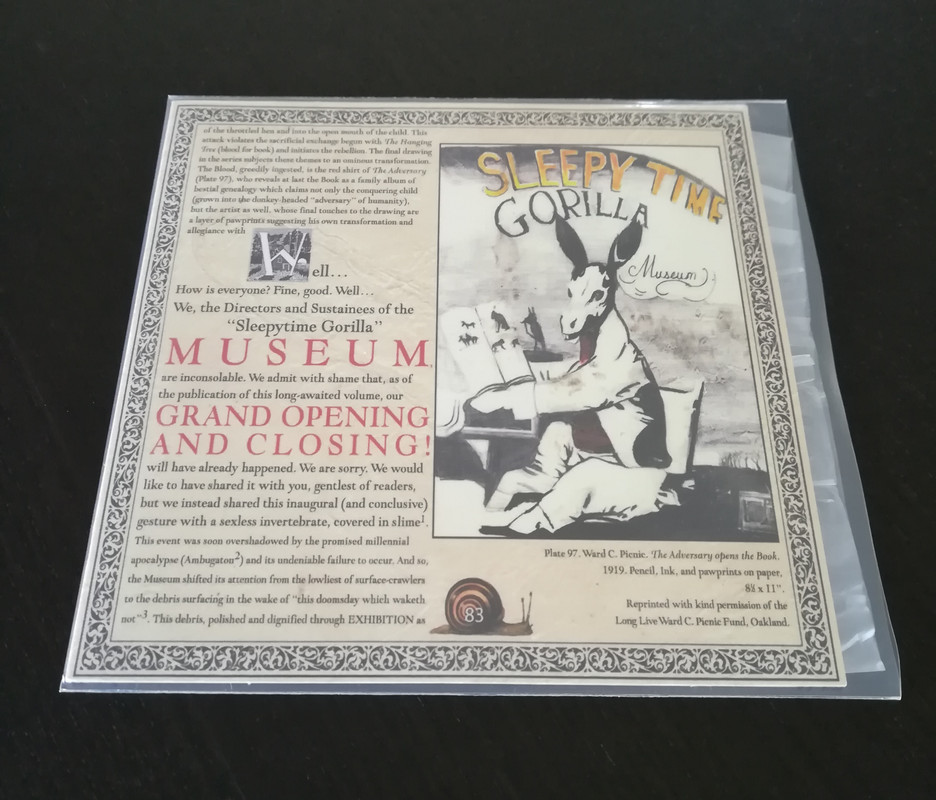 of the throttled hen and into the open mouth of the child. This
attack violates the sacrificial exchange begun with The Hanging
Tree (blood for book) and initiates the rebellion. The final drawing
in the series subjects these themes to an ominous transformation.
The Blood, greedily ingested, is the red shirt of The Adversary
(Plate 97), who reveals at last the Book as a family album of
bestial genealogy which claims not only the conquering child
(grown into the donkey-headed "adversary" of humanity),
but the artist as well, whose final touches to the drawing are
a layer of pawprints suggesting his own transformation and
allegiance with
Well...
How is everyone? Fine, good. Well...
We, the Directors and Sustainees of the
"Sleepytime Gorilla"
MUSEUM,
are inconsolable. We admit with shame that, as of
the publication of this long-awaited volume, our
GRAND OPENING
AND CLOSING!
will have already happened. We are sorry. We would
like to have shared it with you, gentlest of readers,
but we instead shared this inaugural (and conclusive)
gesture with a sexless invertebrate, covered in slime1.
This event was soon overshadowed by the promised millennial
apocalypse (Ambugaton2) and its undeniable failure to occur. And so,
the Museum shifted its attention from the lowliest of surface-crawlers
to the debris surfacing in the wake of "this doomsday which waketh
not"3. This debris, polished and dignified through EXHIBITION as
83
SLEEPY TIME
GORILLA
Museum
Plate 97. Ward C. Picnic. The Adversary opens the Book.
1919. Pencil, Ink, and pawprints on paper,
8½ x 11".
Reprinted with kind permission of the
Long Live Ward C. Picnic Fund, Oakland.